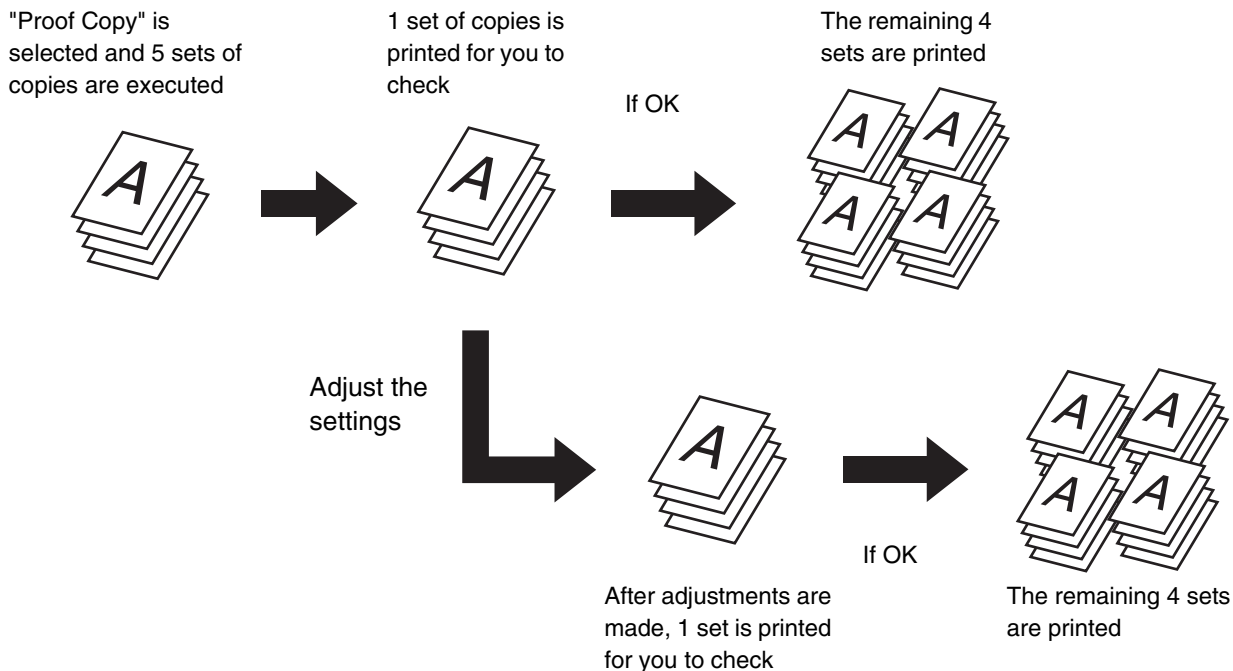 "Proof Copy" is
selected and 5 sets of
copies are executed
1 set of copies is
printed for you to
check
If OK
The remaining 4
sets are printed
A
A
A
A
A
A
Adjust the
settings
A
A
A
A
A
If OK
After adjustments are
made, 1 set is printed
for you to check
The remaining 4 sets
are printed